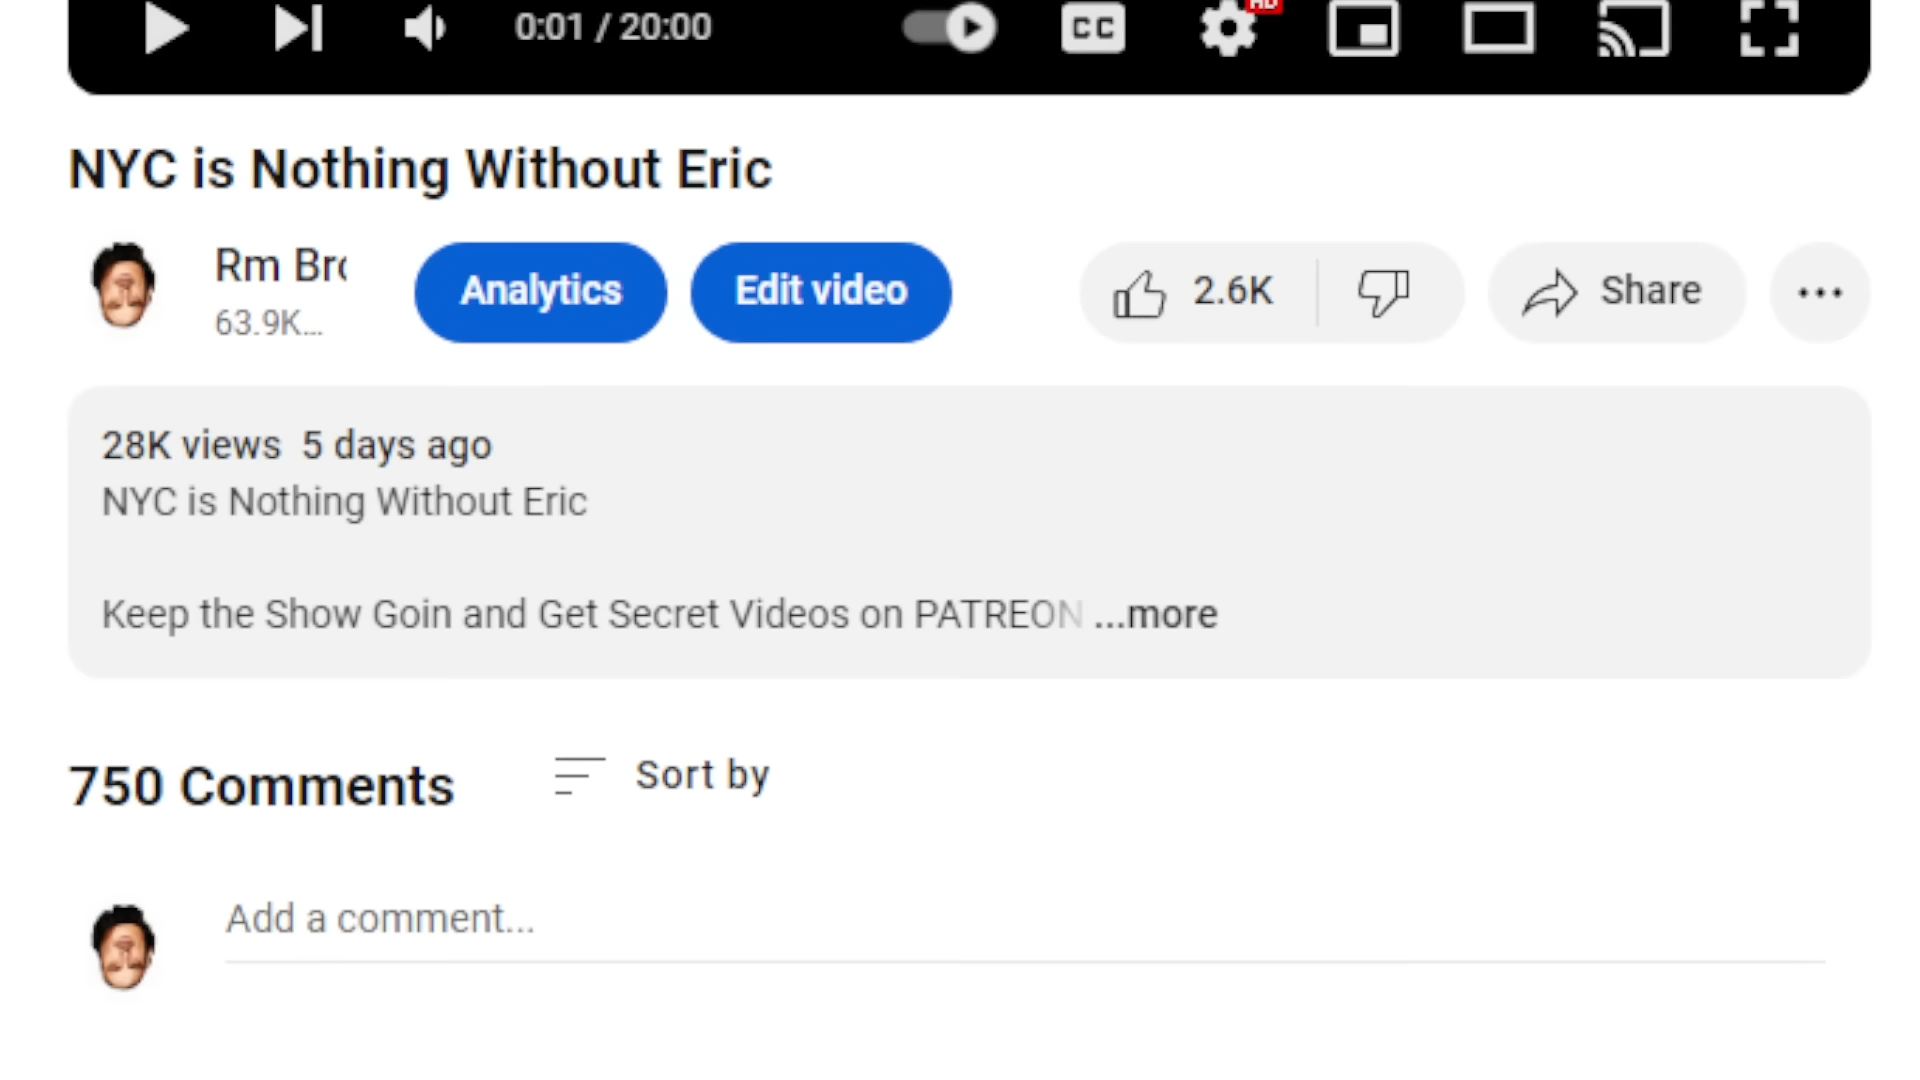 0:01 / 20:00
CC
HD
NYC is Nothing Without Eric
Rm Bro
63.9K...
Analytics
Edit video
2.6K
Share
28K views 5 days ago
NYC is Nothing Without Eric
Keep the Show Goin and Get Secret Videos on PATREON ...more
750 Comments
Sort by
Add a comment...